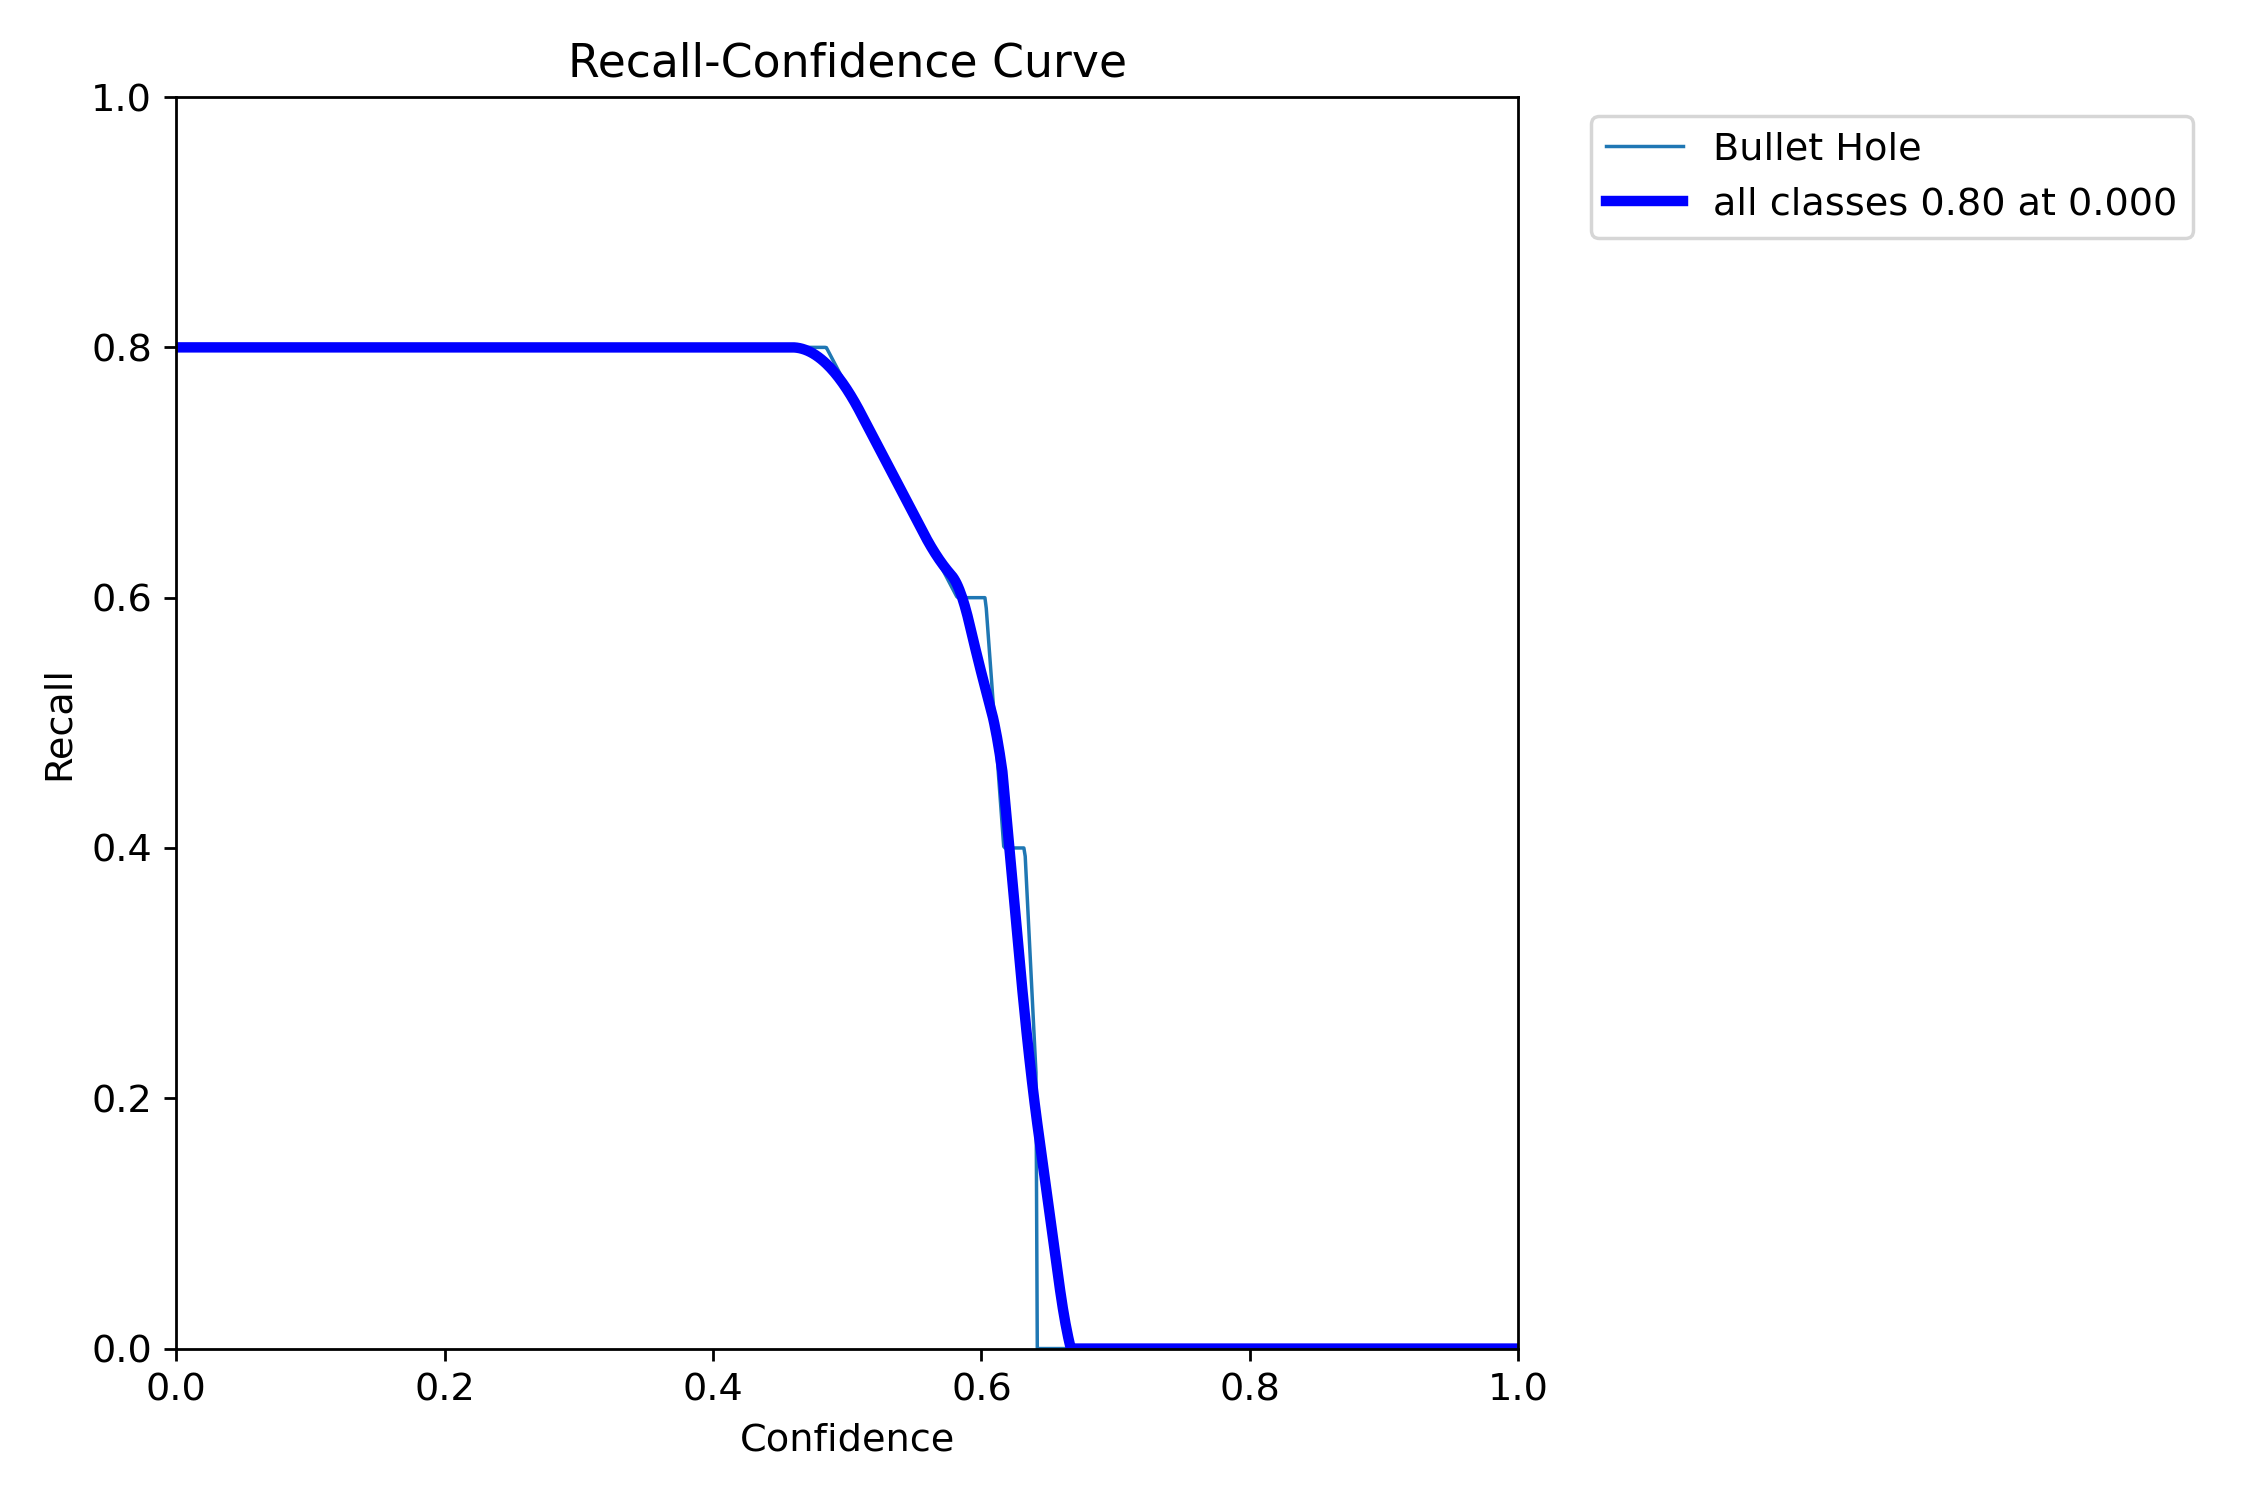 Recall-Confidence Curve
1.0
0.8
0.6
0.4
0.2
0.0
Recall
0.0 0.2 0.4 0.6 0.8 1.0
Confidence
Bullet Hole
all classes 0.80 at 0.000